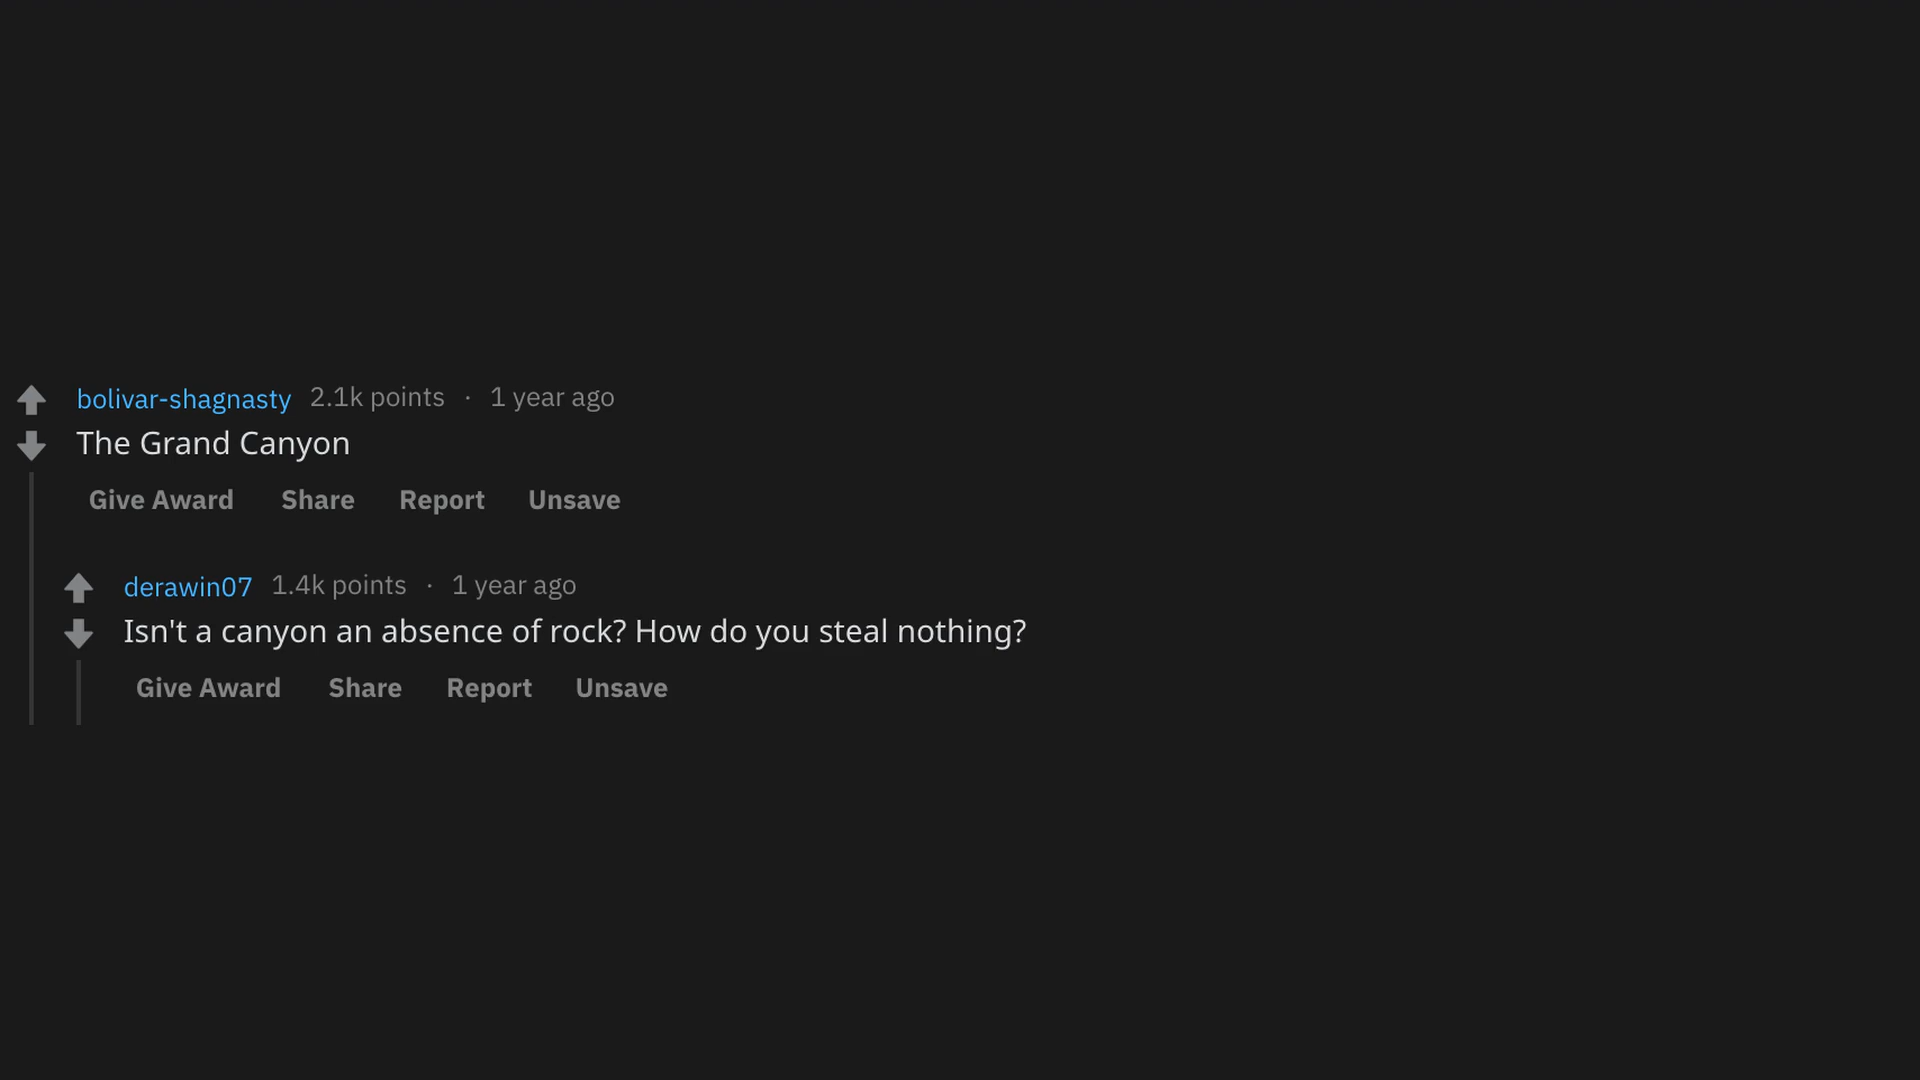 bolivar-shagnasty 2.1k points · 1 year ago
The Grand Canyon
Give Award Share Report Unsave
derawin07 1.4k points · 1 year ago
Isn't a canyon an absence of rock? How do you steal nothing?
Give Award Share Report Unsave